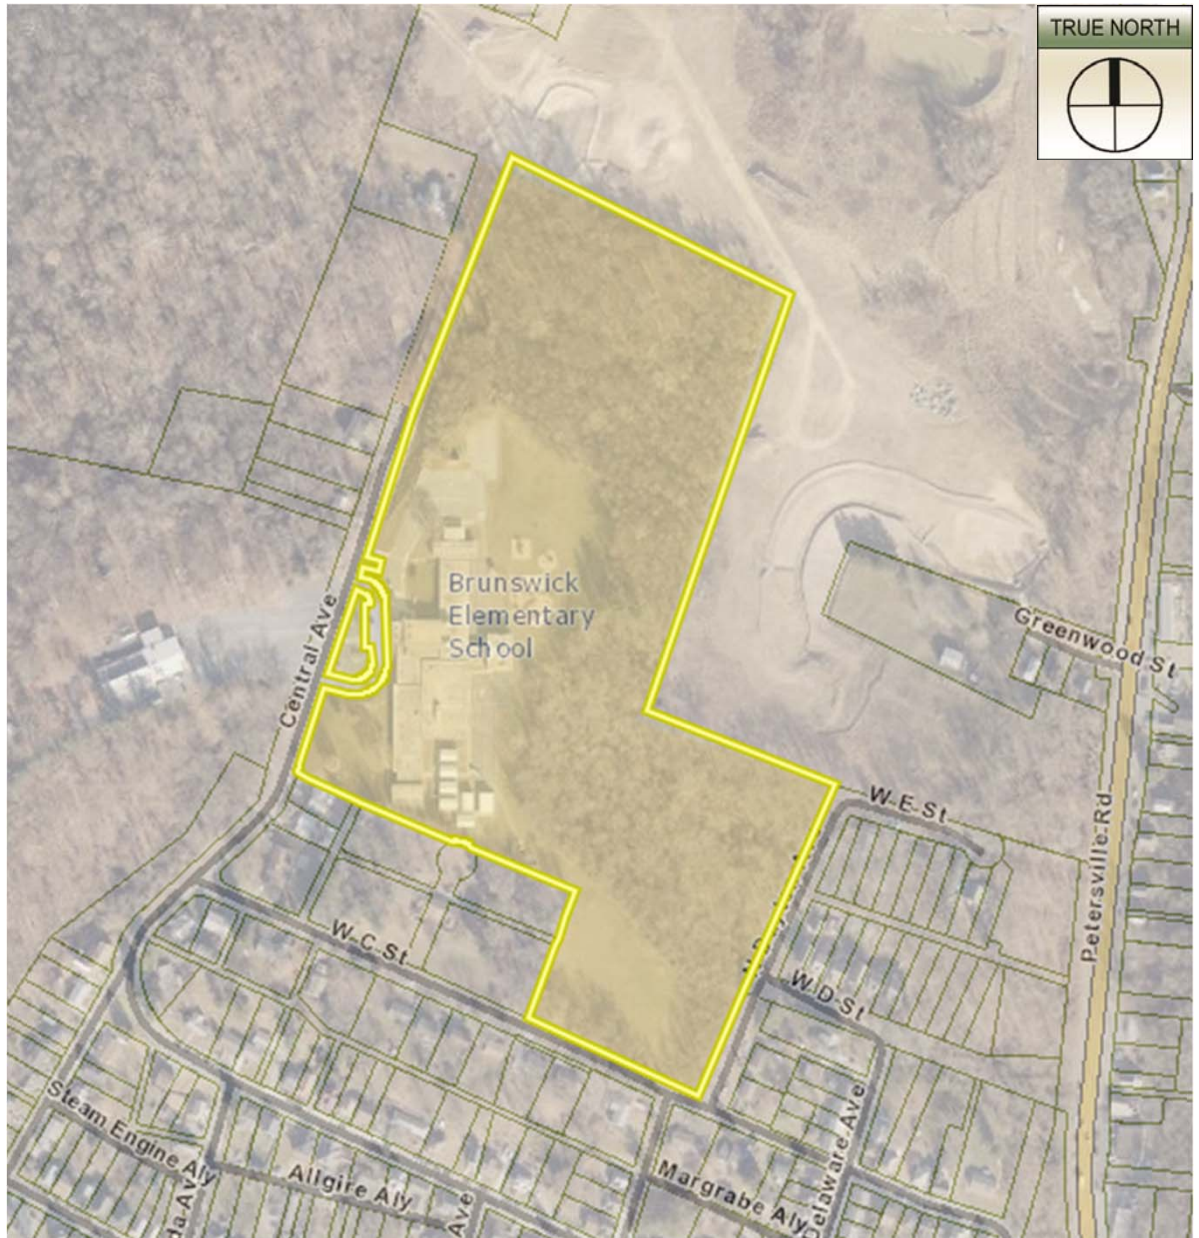 TRUE NORTH
Brunswick
Elementary
School
Central Ave
Greenwood St
W E St
Petersville Rd
W C St
W D St
Steam Engine Aly
Allgire Aly
Ave
Margrabe Aly
Delaware Ave